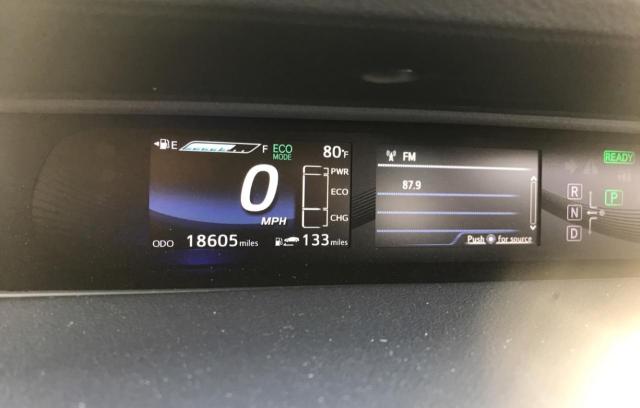 E F ECO MODE 80°F
0 MPH
PWR
ECO
CHG
ODO 18605 miles 133 miles
FM
87.9
Push for source
READY
R
N P
D